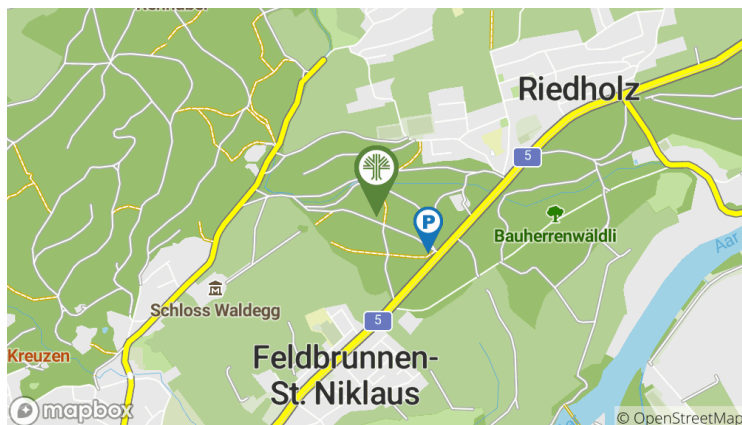 Riedholz
5
P
Bauherrenwäldli
Aar
Schloss Waldegg
5
Kreuzen
Feldbrunnen-
St. Niklaus
mapbox
© OpenStreetMap